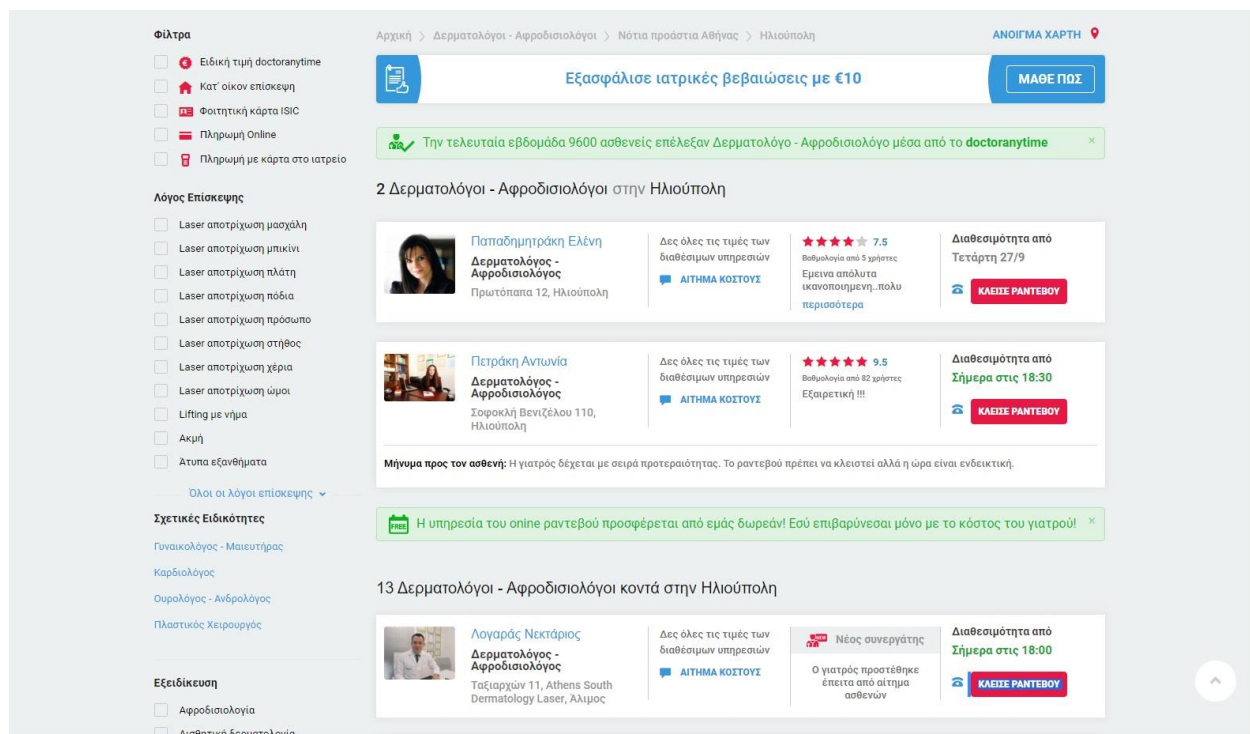 Φίλτρα
Ειδική τιμή doctoranytime
Κατ΄ οίκον επίσκεψη
Φοιτητική κάρτα ISIC
Πληρωμή Online
Πληρωμή με κάρτα στο ιατρείο
Λόγος Επίσκεψης
Laser αποτρίχωση μασχάλη
Laser αποτρίχωση μπικίνι
Laser αποτρίχωση πλάτη
Laser αποτρίχωση πόδια
Laser αποτρίχωση πρόσωπο
Laser αποτρίχωση στήθος
Laser αποτρίχωση χέρια
Laser αποτρίχωση ώμοι
Lifting με νήμα
Ακμή
Άτυπα εξανθήματα
Όλοι οι λόγοι επίσκεψης
Σχετικές Ειδικότητες
Γυναικολόγος - Μαιευτήρας
Καρδιολόγος
Ουρολόγος - Ανδρολόγος
Πλαστικός Χειρουργός
Εξειδίκευση
Αφροδισιολογία
Αισθητική δερματολογία
Αρχική > Δερματολόγοι - Αφροδισιολόγοι > Νότια προάστια Αθήνας > Ηλιούπολη
ΑΝΟΙΓΜΑ ΧΑΡΤΗ
Εξασφάλισε ιατρικές βεβαιώσεις με €10
ΜΑΘΕ ΠΩΣ
Την τελευταία εβδομάδα 9600 ασθενείς επέλεξαν Δερματολόγο - Αφροδισιολόγο μέσα από το doctoranytime ×
2 Δερματολόγοι - Αφροδισιολόγοι στην Ηλιούπολη
Παπαδημητράκη Ελένη
Δερματολόγος -
Αφροδισιολόγος
Πρωτόπαπα 12, Ηλιούπολη
Δες όλες τις τιμές των
διαθέσιμων υπηρεσιών
ΑΙΤΗΜΑ ΚΟΣΤΟΥΣ
7.5
Βαθμολογία από 5 χρήστες
Εμεινα απόλυτα
ικανοποιημενη..πολυ
περισσότερα
Διαθεσιμότητα από
Τετάρτη 27/9
ΚΛΕΙΣΕ ΡΑΝΤΕΒΟΥ
Πετράκη Αντωνία
Δερματολόγος -
Αφροδισιολόγος
Σοφοκλή Βενιζέλου 110,
Ηλιούπολη
Δες όλες τις τιμές των
διαθέσιμων υπηρεσιών
ΑΙΤΗΜΑ ΚΟΣΤΟΥΣ
9.5
Βαθμολογία από 82 χρήστες
Εξαιρετική !!!
Διαθεσιμότητα από
Σήμερα στις 18:30
ΚΛΕΙΣΕ ΡΑΝΤΕΒΟΥ
Μήνυμα προς τον ασθενή: Η γιατρός δέχεται με σειρά προτεραιότητας. Το ραντεβού πρέπει να κλειστεί αλλά η ώρα είναι ενδεικτική.
FREE
Η υπηρεσία του onine ραντεβού προσφέρεται από εμάς δωρεάν! Εσύ επιβαρύνεσαι μόνο με το κόστος του γιατρού! ×
13 Δερματολόγοι - Αφροδισιολόγοι κοντά στην Ηλιούπολη
Λογαράς Νεκτάριος
Δερματολόγος -
Αφροδισιολόγος
Ταξιαρχών 11, Athens South
Dermatology Laser, Άλιμος
Δες όλες τις τιμές των
διαθέσιμων υπηρεσιών
ΑΙΤΗΜΑ ΚΟΣΤΟΥΣ
NEW
Νέος συνεργάτης
Ο γιατρός προστέθηκε
έπειτα από αίτημα
ασθενών
Διαθεσιμότητα από
Σήμερα στις 18:00
ΚΛΕΙΣΕ ΡΑΝΤΕΒΟΥ